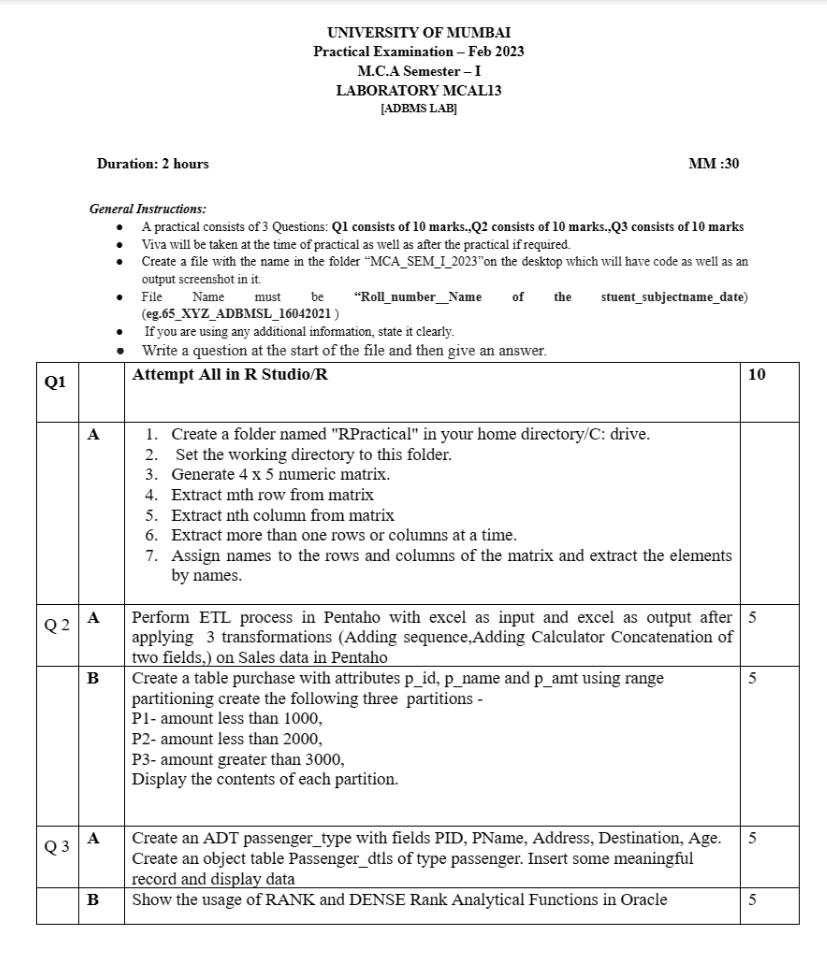 UNIVERSITY OF MUMBAI
Practical Examination – Feb 2023
M.C.A Semester – I
LABORATORY MCAL13
[ADBMS LAB]
Duration: 2 hours MM :30
General Instructions:
• A practical consists of 3 Questions: Q1 consists of 10 marks.,Q2 consists of 10 marks.,Q3 consists of 10 marks
• Viva will be taken at the time of practical as well as after the practical if required.
• Create a file with the name in the folder “MCA_SEM_I_2023”on the desktop which will have code as well as an
output screenshot in it.
• File Name must be “Roll_number__Name of the stuent_subjectname_date)
(eg.65_XYZ_ADBMSL_16042021 )
• If you are using any additional information, state it clearly.
• Write a question at the start of the file and then give an answer.
Q1 Attempt All in R Studio/R 10
A 1. Create a folder named "RPractical" in your home directory/C: drive.
2. Set the working directory to this folder.
3. Generate 4 x 5 numeric matrix.
4. Extract mth row from matrix
5. Extract nth column from matrix
6. Extract more than one rows or columns at a time.
7. Assign names to the rows and columns of the matrix and extract the elements
by names.
Q 2 A Perform ETL process in Pentaho with excel as input and excel as output after 5
applying 3 transformations (Adding sequence,Adding Calculator Concatenation of
two fields,) on Sales data in Pentaho
B Create a table purchase with attributes p_id, p_name and p_amt using range 5
partitioning create the following three partitions -
P1- amount less than 1000,
P2- amount less than 2000,
P3- amount greater than 3000,
Display the contents of each partition.
Q 3 A Create an ADT passenger_type with fields PID, PName, Address, Destination, Age. 5
Create an object table Passenger_dtls of type passenger. Insert some meaningful
record and display data
B Show the usage of RANK and DENSE Rank Analytical Functions in Oracle 5